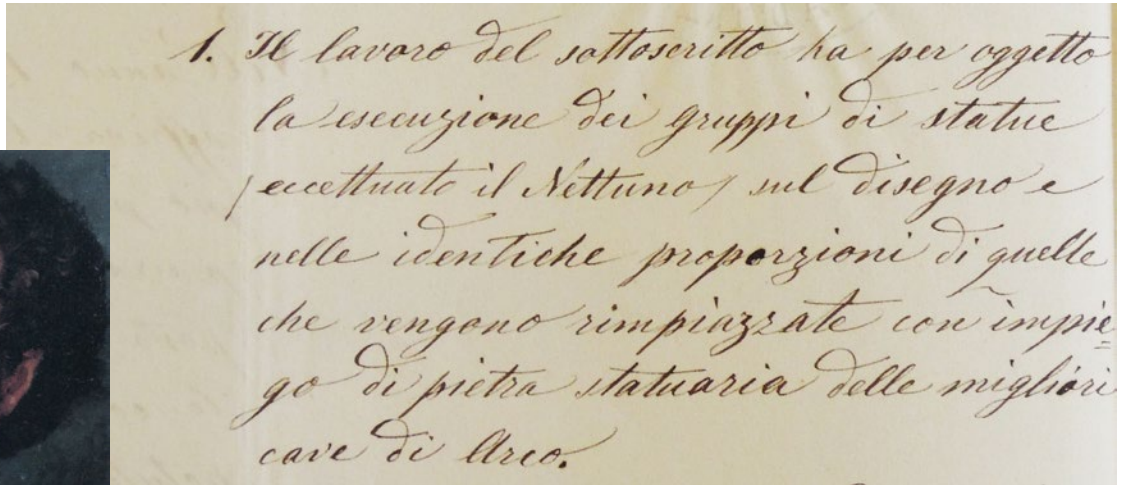 1. Il lavoro del sottoscritto ha per oggetto
la esecuzione dei gruppi di statue
/eccettuato il Nettuno/ sul disegno e
nelle identiche proporzioni di quelle
che vengono rimpiazzate con impie=
go di pietra statuaria delle migliori
cave di Arco.